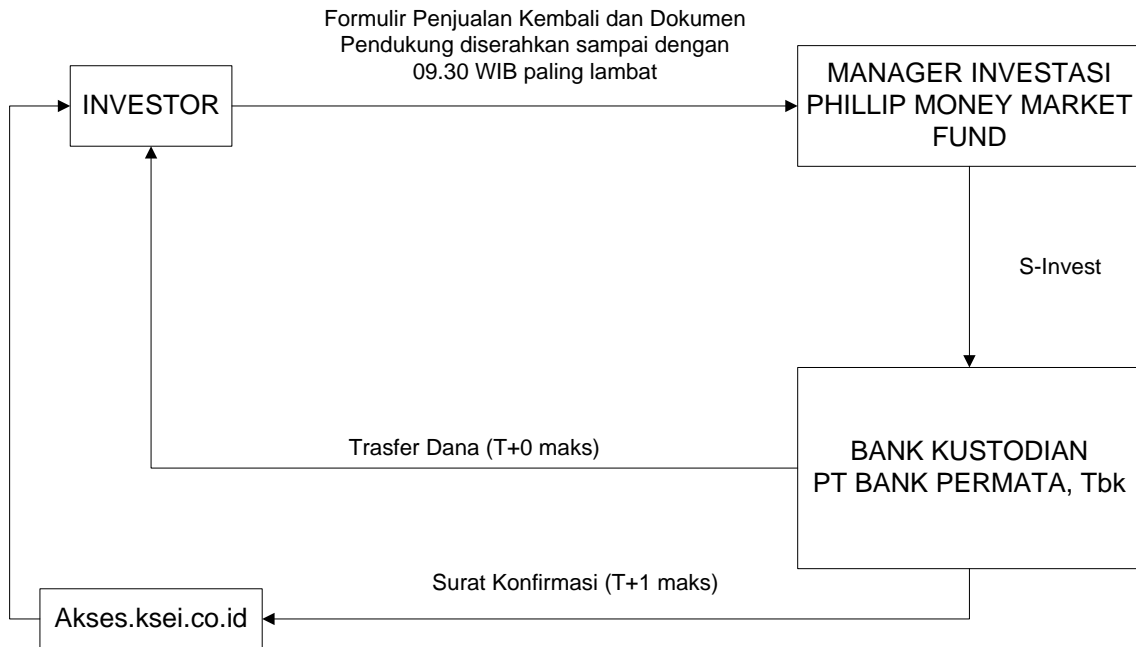 Formulir Penjualan Kembali dan Dokumen
Pendukung diserahkan sampai dengan
09.30 WIB paling lambat
INVESTOR
MANAGER INVESTASI
PHILLIP MONEY MARKET
FUND
S-Invest
Trasfer Dana (T+0 maks)
BANK KUSTODIAN
PT BANK PERMATA, Tbk
Surat Konfirmasi (T+1 maks)
Akses.ksei.co.id